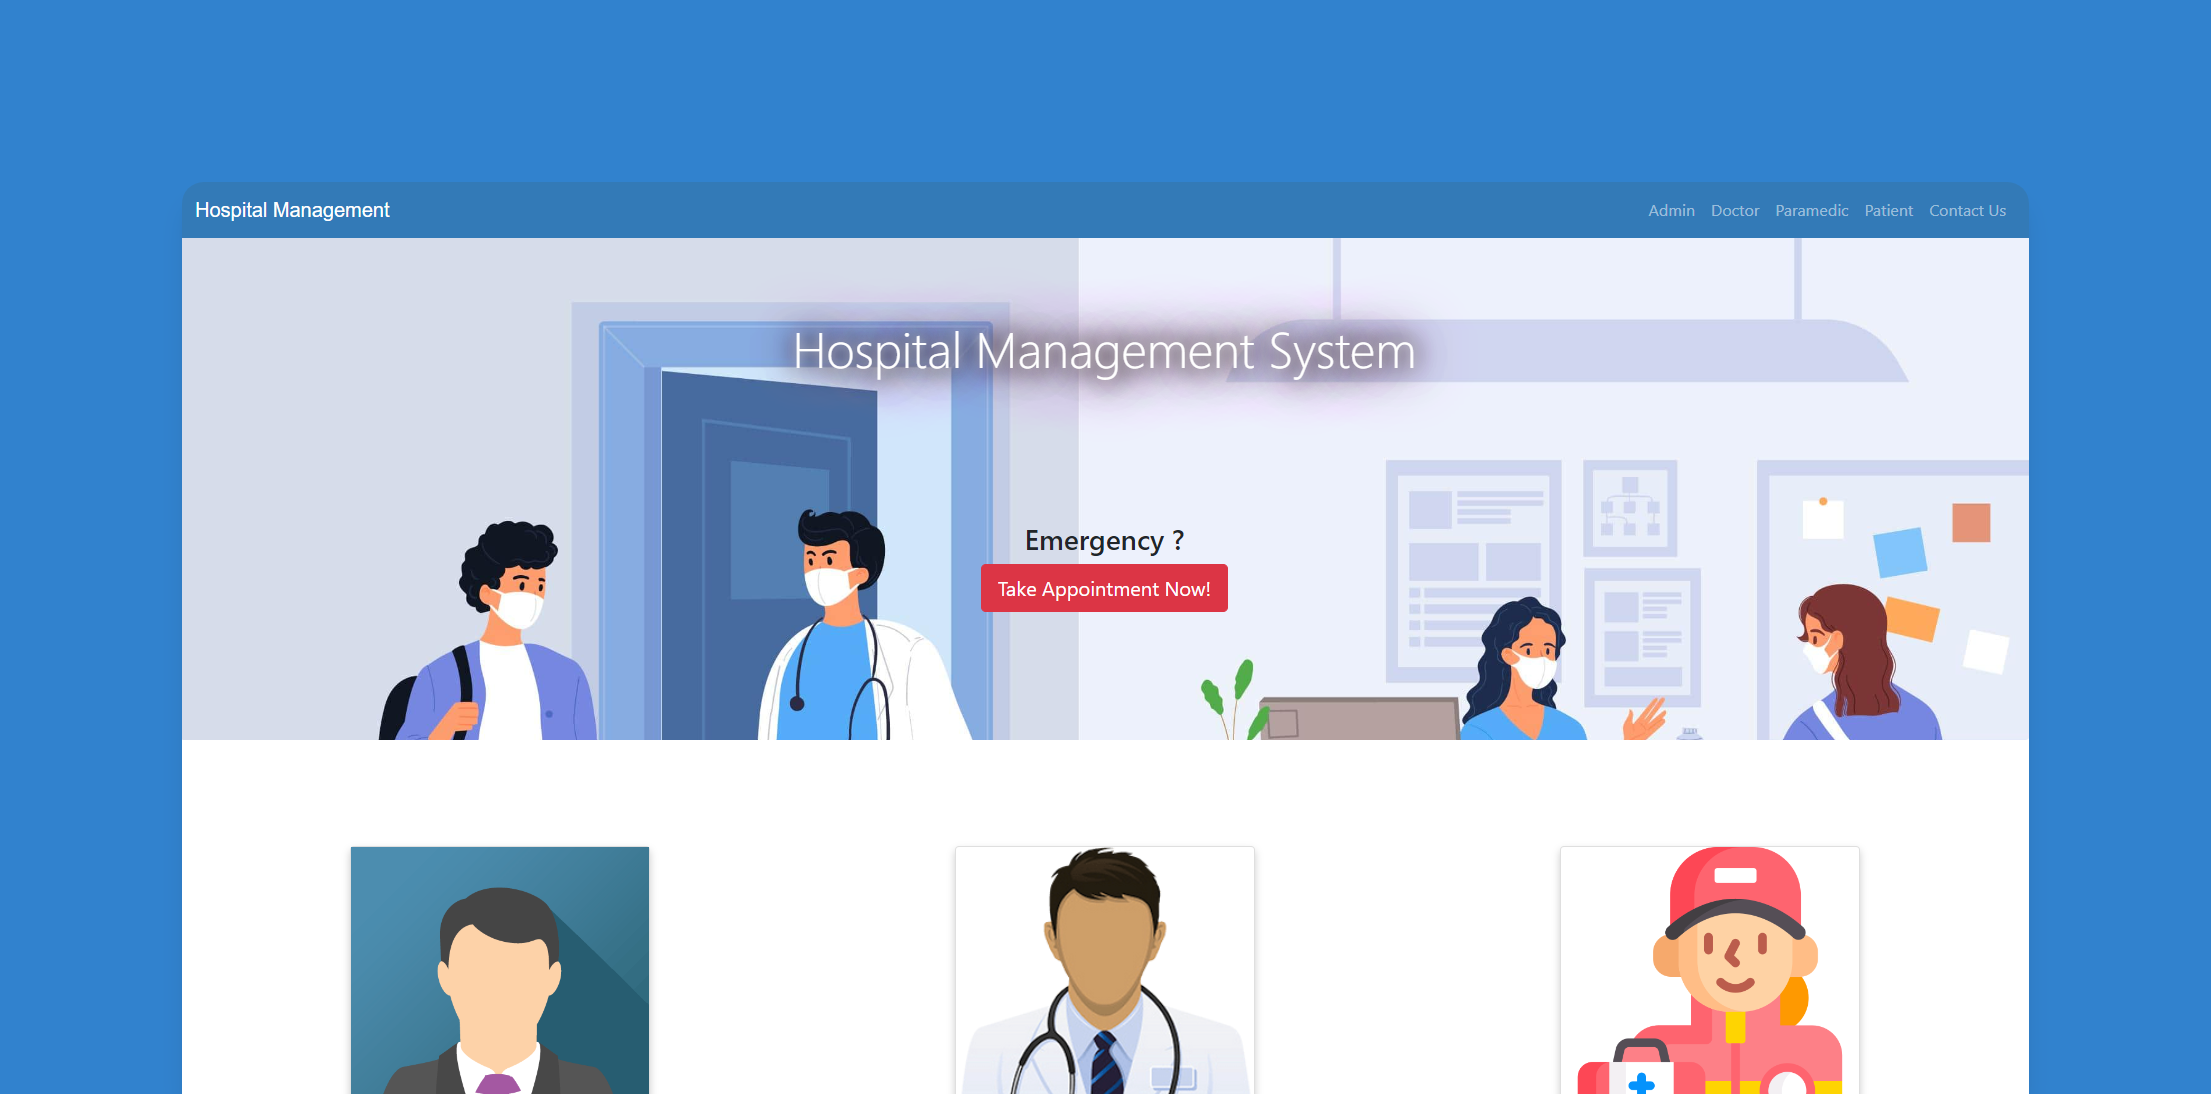 Hospital Management
Admin Doctor Paramedic Patient Contact Us
Hospital Management System
Emergency ?
Take Appointment Now!